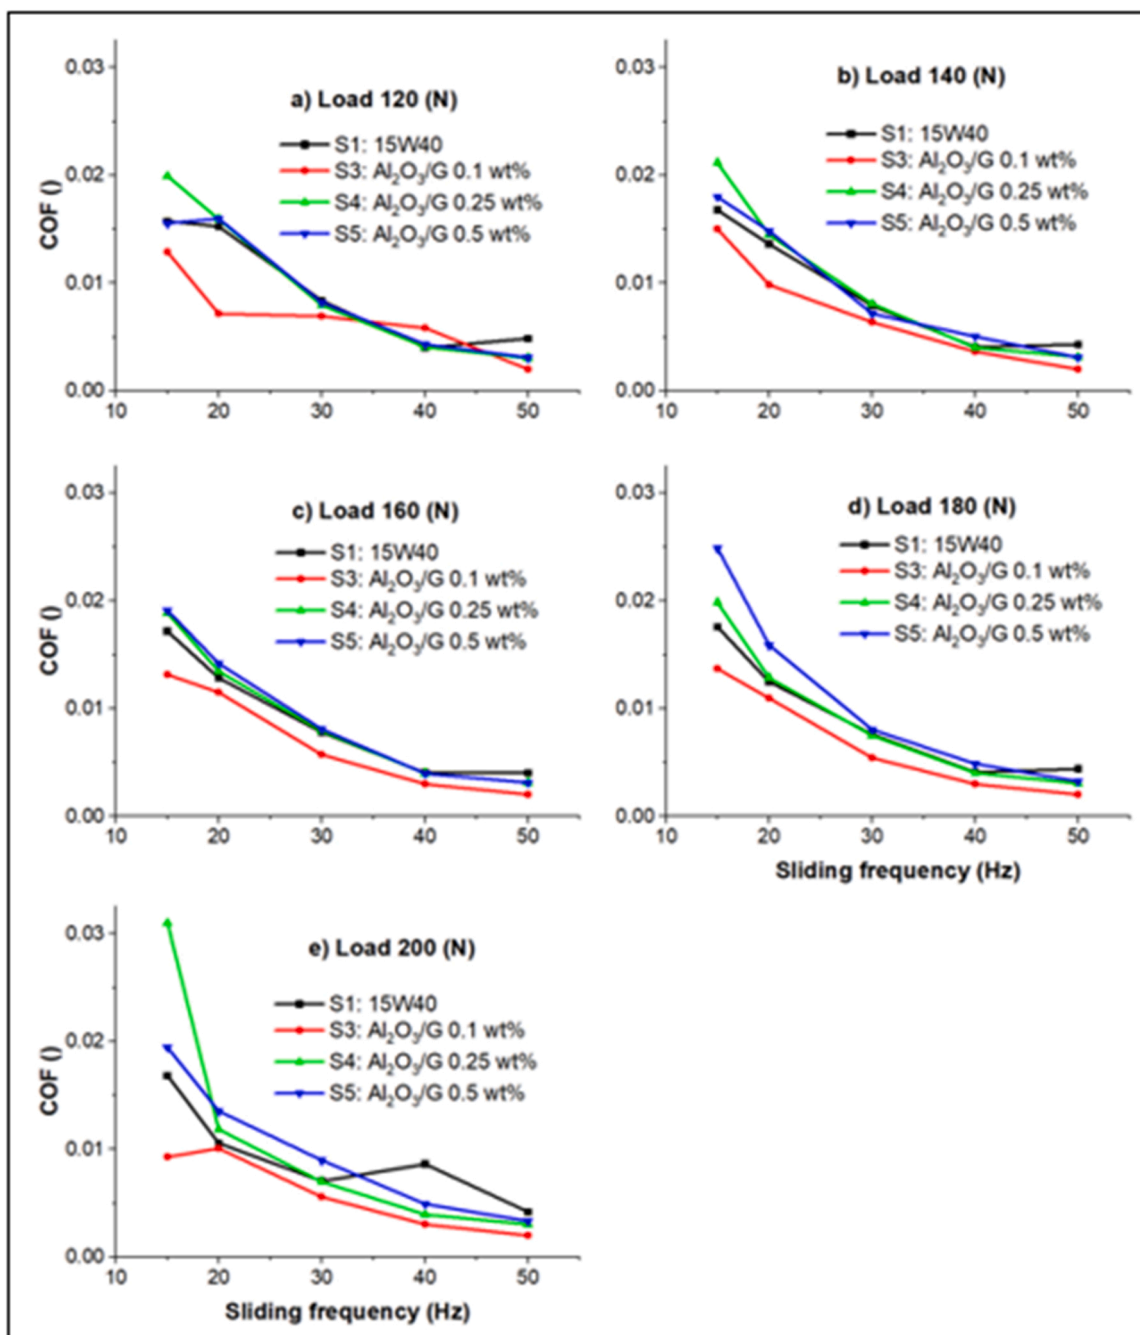 a) Load 120 (N)
S1: 15W40
S3: Al₂O₃/G 0.1 wt%
S4: Al₂O₃/G 0.25 wt%
S5: Al₂O₃/G 0.5 wt%
COF ()
0.03
0.02
0.01
0.00
10 20 30 40 50
b) Load 140 (N)
S1: 15W40
S3: Al₂O₃/G 0.1 wt%
S4: Al₂O₃/G 0.25 wt%
S5: Al₂O₃/G 0.5 wt%
0.03
0.02
0.01
0.00
10 20 30 40 50
c) Load 160 (N)
S1: 15W40
S3: Al₂O₃/G 0.1 wt%
S4: Al₂O₃/G 0.25 wt%
S5: Al₂O₃/G 0.5 wt%
COF ()
0.03
0.02
0.01
0.00
10 20 30 40 50
d) Load 180 (N)
S1: 15W40
S3: Al₂O₃/G 0.1 wt%
S4: Al₂O₃/G 0.25 wt%
S5: Al₂O₃/G 0.5 wt%
0.03
0.02
0.01
0.00
10 20 30 40 50
Sliding frequency (Hz)
e) Load 200 (N)
S1: 15W40
S3: Al₂O₃/G 0.1 wt%
S4: Al₂O₃/G 0.25 wt%
S5: Al₂O₃/G 0.5 wt%
COF ()
0.03
0.02
0.01
0.00
10 20 30 40 50
Sliding frequency (Hz)